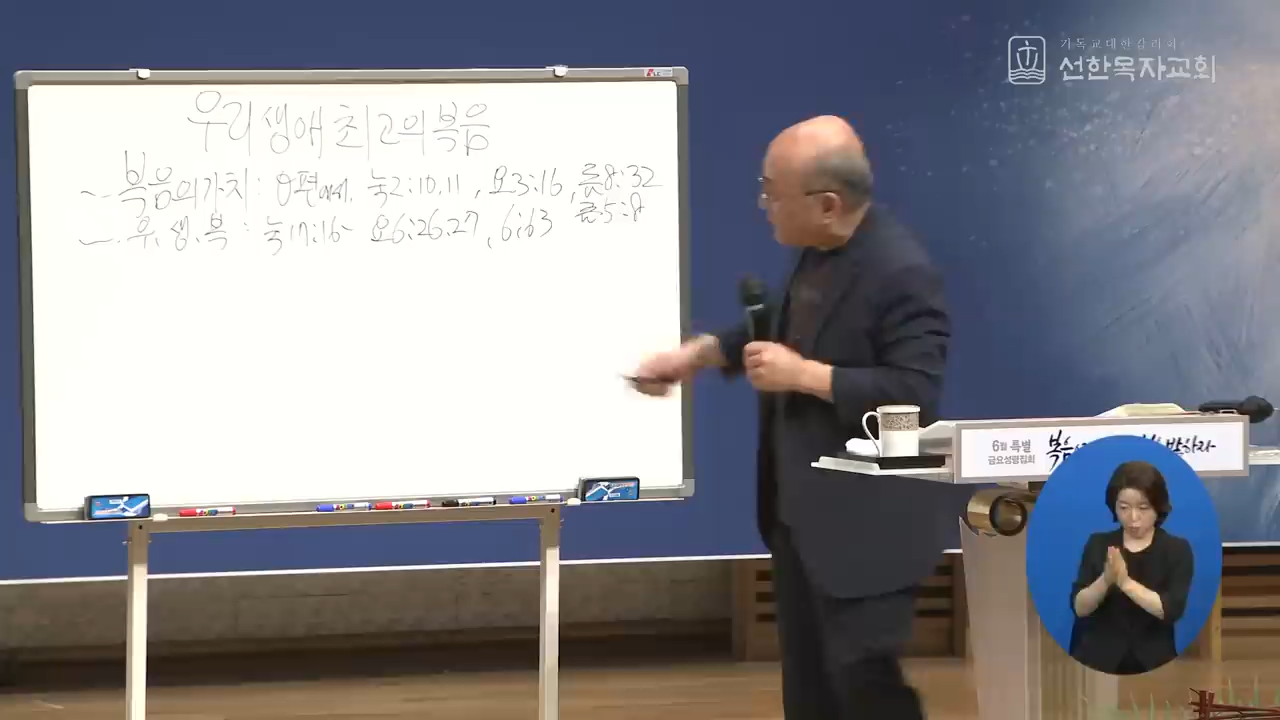 기독교대한감리회
선한목자교회
우리 생애 최고의 복음
~ 복음의 가치 : 우편에서, 눅2:10.11, 요3:16, 롬8:32
롬5:8
~ 우.생.복 : 눅17:16~ 요6:26.27, 6:63
6월 특별
금요성령집회